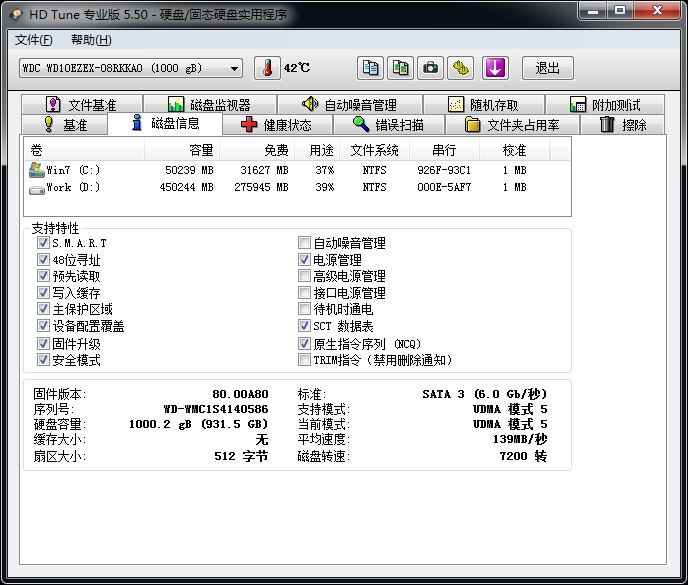 HD Tune 专业版 5.50 - 硬盘/固态硬盘实用程序
文件(F) 帮助(H)
WDC WD10EZEX-08RKKA0 (1000 gB) 42℃ 退出
文件基准 磁盘监视器 自动噪音管理 随机存取 附加测试
基准 磁盘信息 健康状态 错误扫描 文件夹占用率 擦除
卷 容量 免费 用途 文件系统 串行 校准
Win7 (C:) 50239 MB 31627 MB 37% NTFS 926F-93C1 1 MB
Work (D:) 450244 MB 275945 MB 39% NTFS 000E-5AF7 1 MB
支持特性
S.M.A.R.T 自动噪音管理
48位寻址 电源管理
预先读取 高级电源管理
写入缓存 接口电源管理
主保护区域 待机时通电
设备配置覆盖 SCT 数据表
固件升级 原生指令序列 (NCQ)
安全模式 TRIM指令（禁用删除通知）
固件版本: 80.00A80 标准: SATA 3 (6.0 Gb/秒)
序列号: WD-WMC1S4140586 支持模式: UDMA 模式 5
硬盘容量: 1000.2 gB (931.5 GB) 当前模式: UDMA 模式 5
缓存大小: 无 平均速度: 139MB/秒
扇区大小: 512 字节 磁盘转速: 7200 转